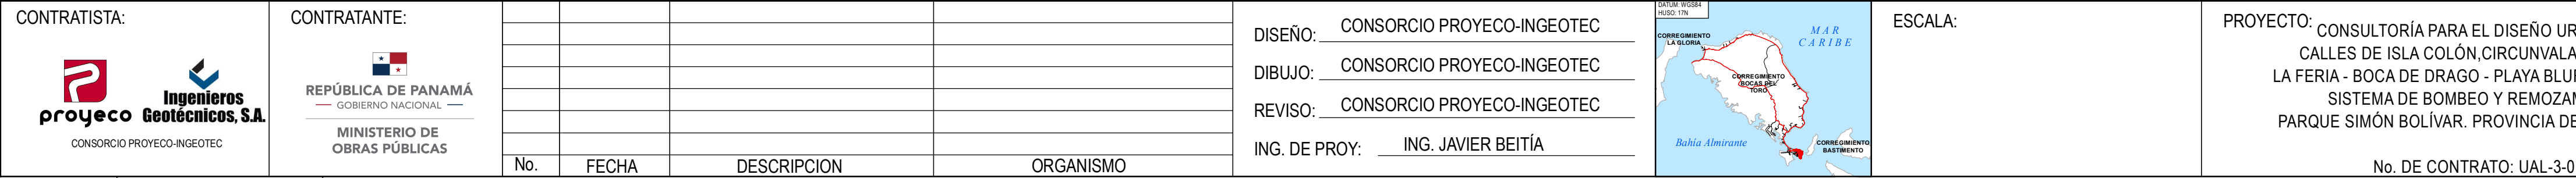 CONTRATISTA:
proyeco
Ingenieros
Geotécnicos, S.A.
CONSORCIO PROYECO-INGEOTEC
CONTRATANTE:
REPÚBLICA DE PANAMÁ
GOBIERNO NACIONAL
MINISTERIO DE
OBRAS PÚBLICAS
No. FECHA DESCRIPCION ORGANISMO
DISEÑO: CONSORCIO PROYECO-INGEOTEC
DIBUJO: CONSORCIO PROYECO-INGEOTEC
REVISO: CONSORCIO PROYECO-INGEOTEC
ING. DE PROY: ING. JAVIER BEITÍA
DATUM: WGS84
HUSO: 17N
CORREGIMIENTO
LA GLORIA
MAR
CARIBE
CORREGIMIENTO
BOCAS DEL
TORO
Bahía Almirante
CORREGIMIENTO
BASTIMENTO
ESCALA:
PROYECTO:
CONSULTORÍA PARA EL DISEÑO UR
CALLES DE ISLA COLÓN,CIRCUNVALA
LA FERIA - BOCA DE DRAGO - PLAYA BLU
SISTEMA DE BOMBEO Y REMOZA
PARQUE SIMÓN BOLÍVAR. PROVINCIA DE
No. DE CONTRATO: UAL-3-0